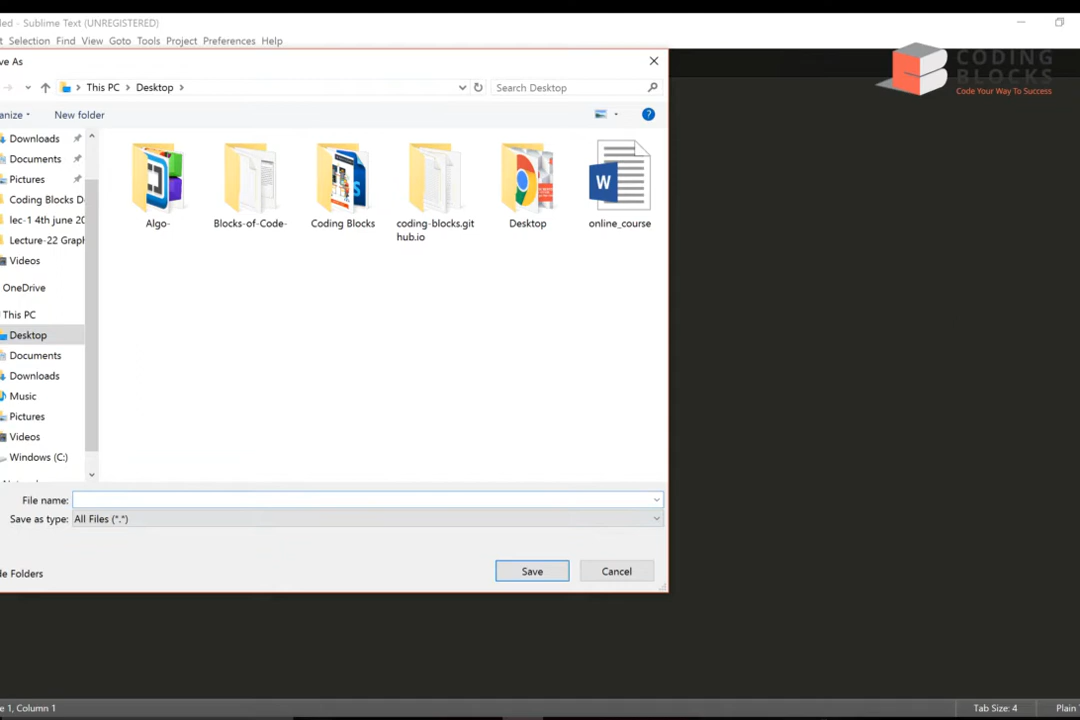 led - Sublime Text (UNREGISTERED)
t Selection Find View Goto Tools Project Preferences Help
ve As
CODING
BLOCKS
Code Your Way To Success
This PC > Desktop >
Search Desktop
anize
New folder
Downloads
Documents
Pictures
Coding Blocks D
lec-1 4th june 20
Lecture-22 Graph
Videos
OneDrive
This PC
Desktop
Documents
Downloads
Music
Pictures
Videos
Windows (C:)
Algo-
Blocks-of-Code-
Coding Blocks
coding-blocks.git
hub.io
Desktop
W
online_course
File name:
Save as type: All Files (*.*)
de Folders
Save
Cancel
e 1, Column 1
Tab Size: 4
Plain